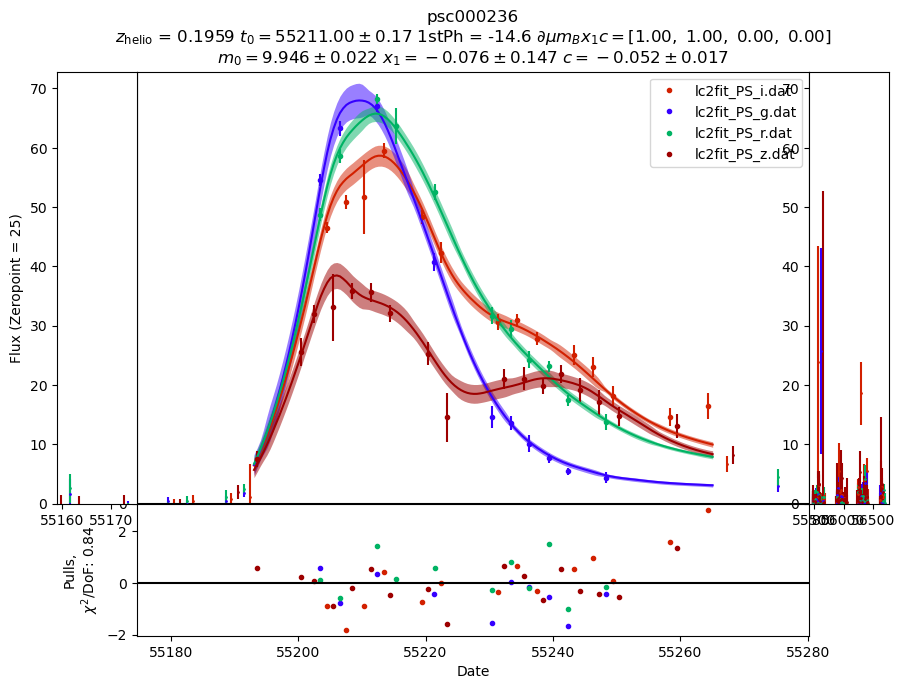 psc000236
z_helio = 0.1959 t_0 = 55211.00 ± 0.17 1stPh = -14.6 ∂μm_Bx_1c = [1.00, 1.00, 0.00, 0.00]
m_0 = 9.946 ± 0.022 x_1 = −0.076 ± 0.147 c = −0.052 ± 0.017
lc2fit_PS_i.dat
lc2fit_PS_g.dat
lc2fit_PS_r.dat
lc2fit_PS_z.dat
Flux (Zeropoint = 25)
70
60
50
40
30
20
10
0
70
60
50
40
30
20
10
0
55160 55170
56500
Pulls,
χ²/DoF: 0.84
2
0
−2
55180 55200 55220 55240 55260 55280
Date